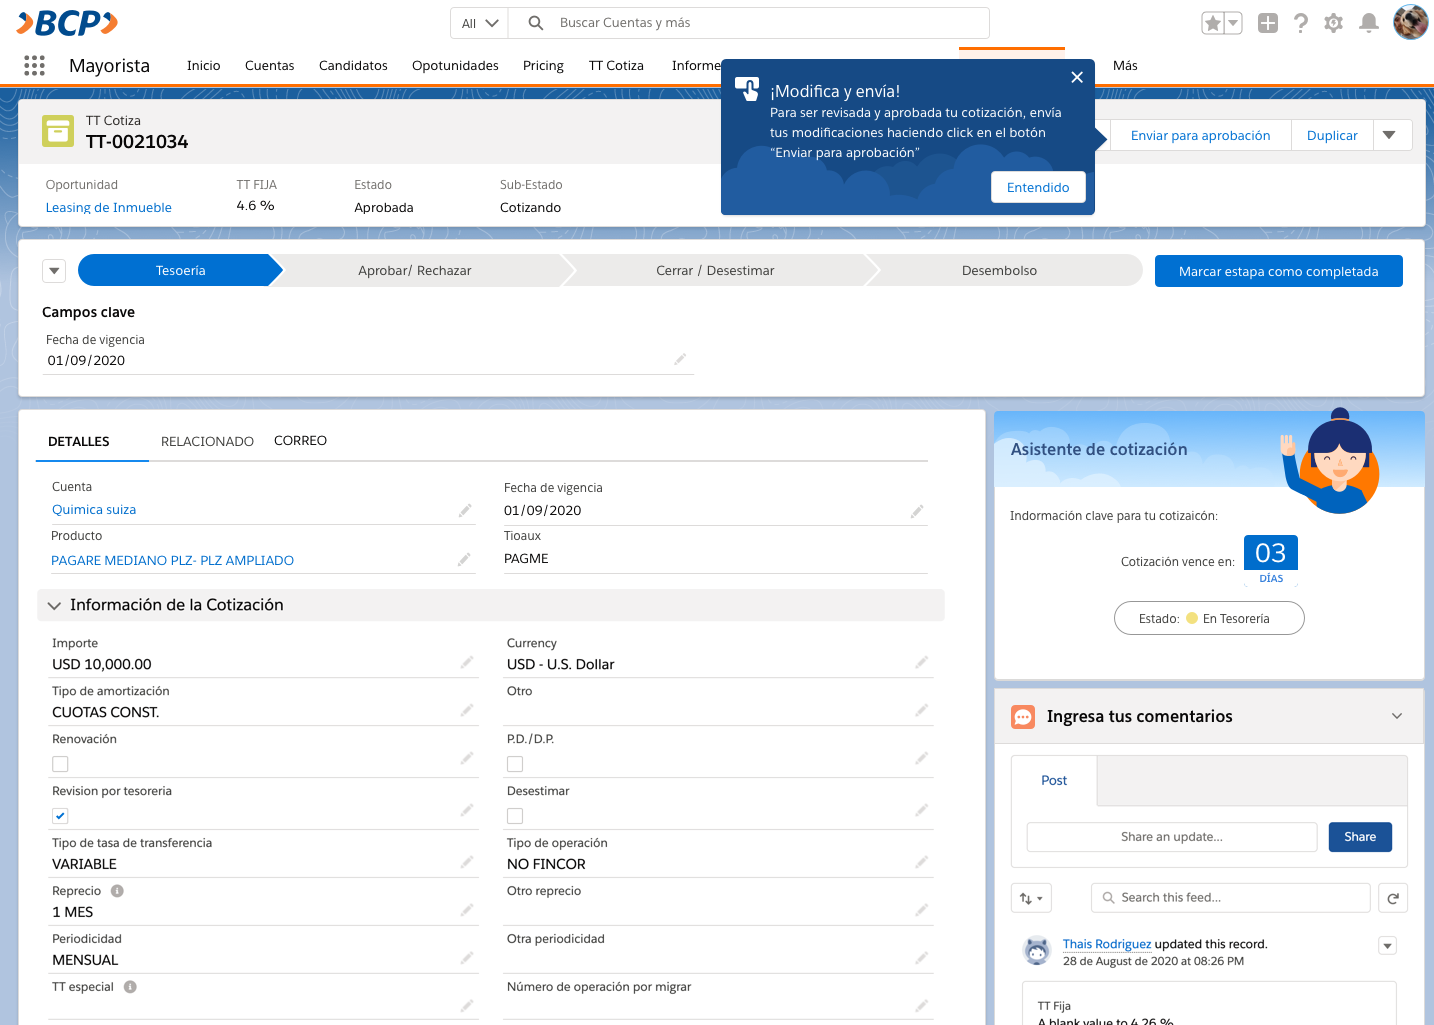 BCP
All
Buscar Cuentas y más
Mayorista
Inicio
Cuentas
Candidatos
Opotunidades
Pricing
TT Cotiza
Informe
Más
TT Cotiza
TT-0021034
¡Modifica y envía!
Para ser revisada y aprobada tu cotización, envía
tus modificaciones haciendo click en el botón
“Enviar para aprobación”
Entendido
Enviar para aprobación
Duplicar
Oportunidad
Leasing de Inmueble
TT FIJA
4.6 %
Estado
Aprobada
Sub-Estado
Cotizando
Tesoería
Aprobar/ Rechazar
Cerrar / Desestimar
Desembolso
Marcar estapa como completada
Campos clave
Fecha de vigencia
01/09/2020
DETALLES
RELACIONADO
CORREO
Cuenta
Quimica suiza
Fecha de vigencia
01/09/2020
Producto
PAGARE MEDIANO PLZ- PLZ AMPLIADO
Tioaux
PAGME
Información de la Cotización
Importe
USD 10,000.00
Currency
USD - U.S. Dollar
Tipo de amortización
CUOTAS CONST.
Otro
Renovación
P.D./D.P.
Revision por tesoreria
Desestimar
Tipo de tasa de transferencia
VARIABLE
Tipo de operación
NO FINCOR
Reprecio
1 MES
Otro reprecio
Periodicidad
MENSUAL
Otra periodicidad
TT especial
Número de operación por migrar
Asistente de cotización
Indormación clave para tu cotizaicón:
Cotización vence en:
03
DÍAS
Estado:
En Tesorería
Ingresa tus comentarios
Post
Share an update...
Share
Search this feed...
Thais Rodriguez updated this record.
28 de August of 2020 at 08:26 PM
TT Fija
A blank value to 4.26 %